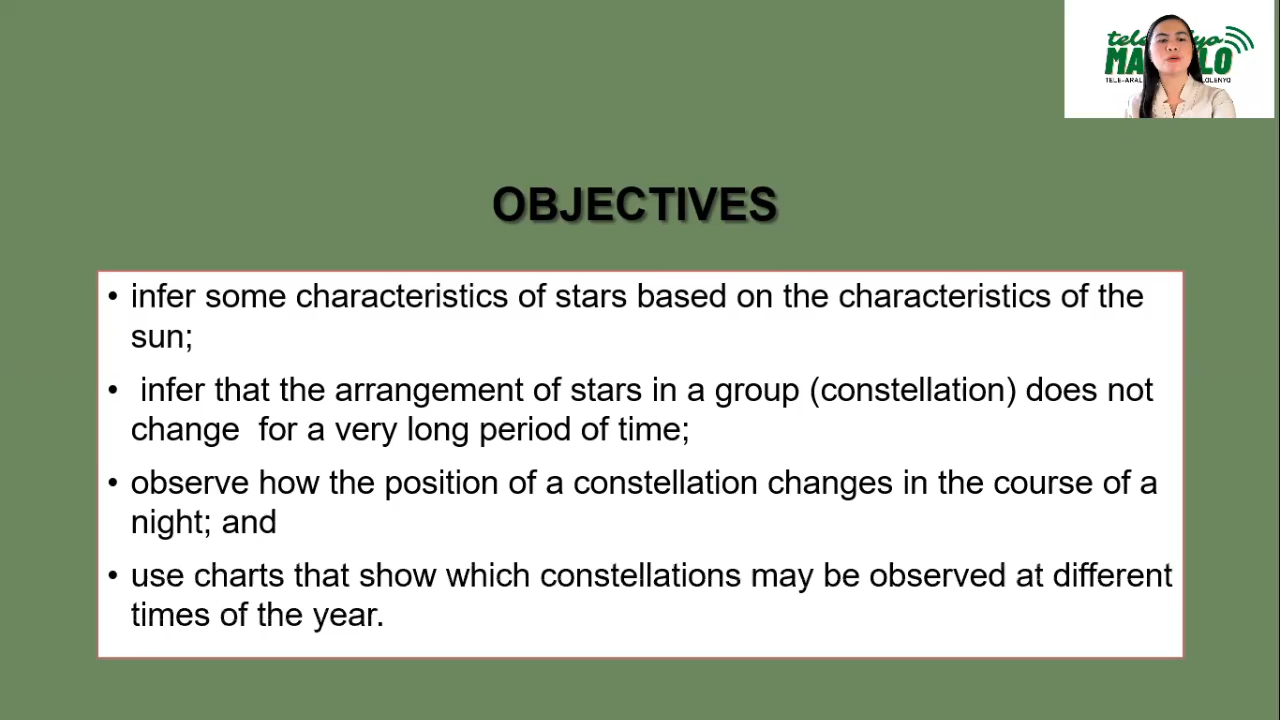 OBJECTIVES
• infer some characteristics of stars based on the characteristics of the
sun;
• infer that the arrangement of stars in a group (constellation) does not
change for a very long period of time;
• observe how the position of a constellation changes in the course of a
night; and
• use charts that show which constellations may be observed at different
times of the year.